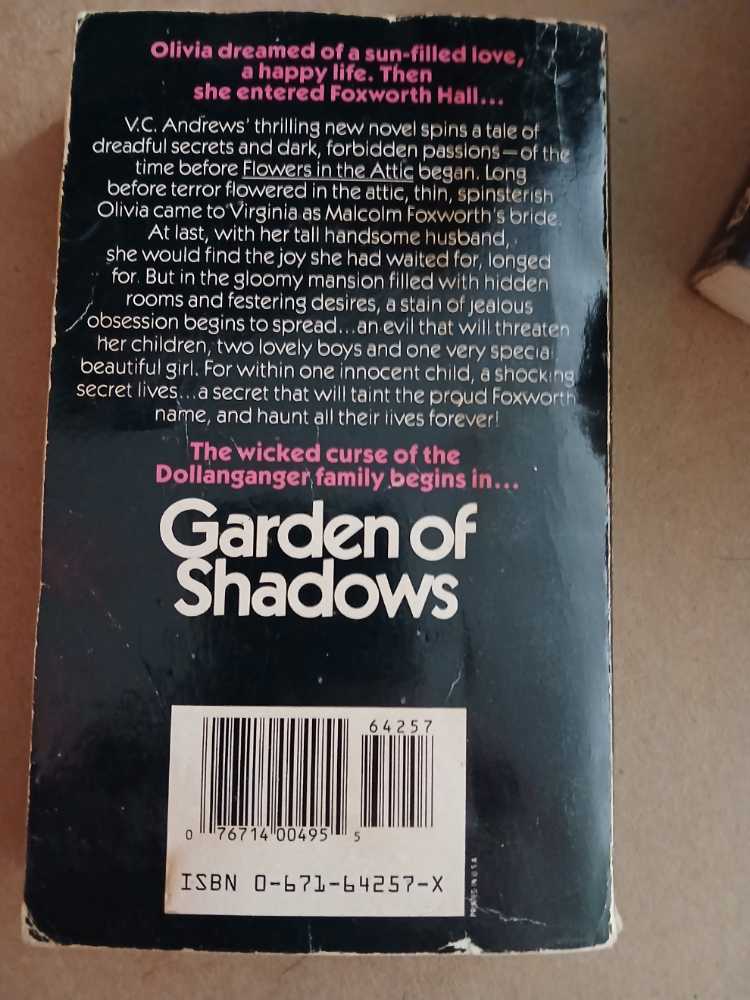 Olivia dreamed of a sun-filled love,
a happy life. Then
she entered Foxworth Hall...
V.C. Andrews' thrilling new novel spins a tale of
dreadful secrets and dark, forbidden passions—of the
time before Flowers in the Attic began. Long
before terror flowered in the attic, thin, spinsterish
Olivia came to Virginia as Malcolm Foxworth's bride.
At last, with her tall handsome husband,
she would find the joy she had waited for, longed
for. But in the gloomy mansion filled with hidden
rooms and festering desires, a stain of jealous
obsession begins to spread...an evil that will threaten
her children, two lovely boys and one very special
beautiful girl. For within one innocent child, a shocking
secret lives...a secret that will taint the proud Foxworth
name, and haunt all their lives forever!
The wicked curse of the
Dollanganger family begins in...
Garden of
Shadows
64257
0 76714 00495 5
ISBN 0-671-64257-X
PRINTED IN U.S.A.